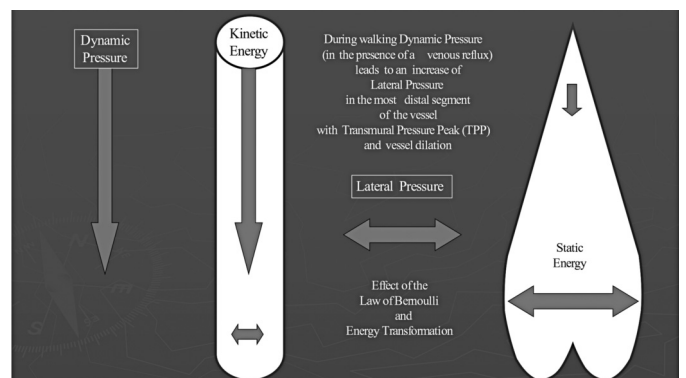 Dynamic
Pressure
Kinetic
Energy
During walking Dynamic Pressure
(in the presence of a venous reflux)
leads to an increase of
Lateral Pressure
in the most distal segment
of the vessel
with Transmural Pressure Peak (TPP)
and vessel dilation
Lateral Pressure
Effect of the
Law of Bernoulli
and
Energy Transformation
Static
Energy
N
S